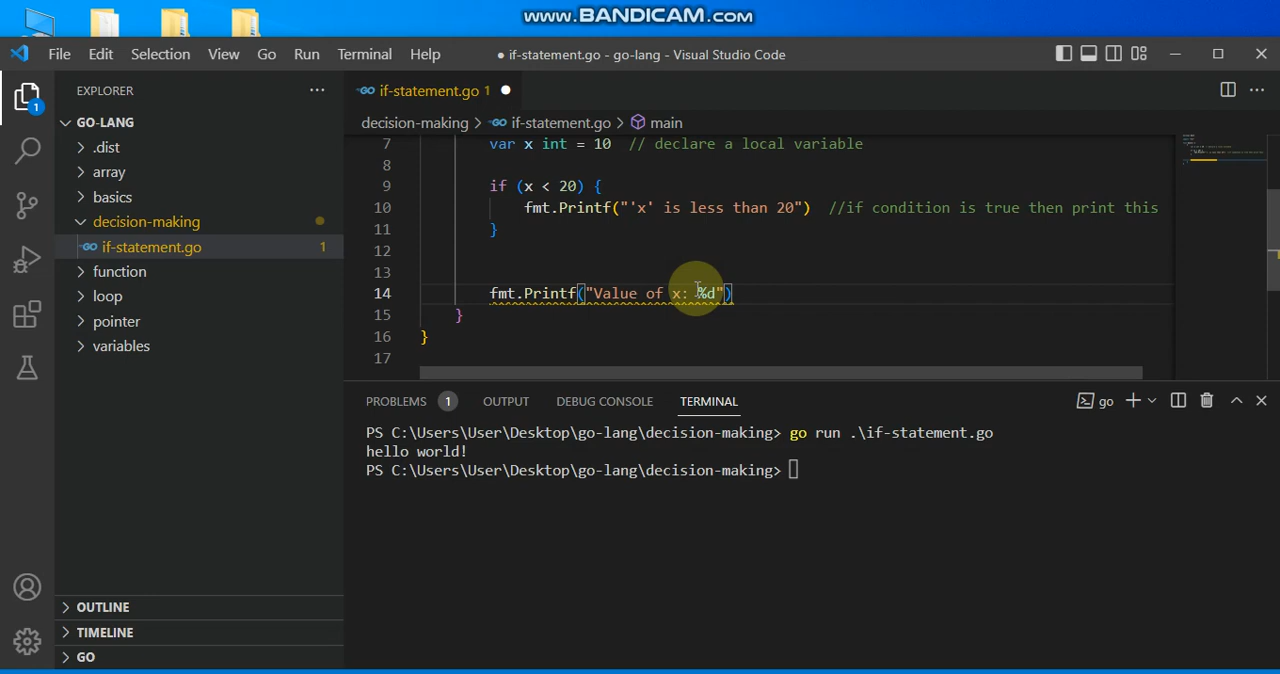 www.BANDICAM.com
File Edit Selection View Go Run Terminal Help
● if-statement.go - go-lang - Visual Studio Code
1
EXPLORER
GO-LANG
.dist
array
basics
decision-making
if-statement.go 1
function
loop
pointer
variables
OUTLINE
TIMELINE
GO
if-statement.go 1
decision-making > if-statement.go > main
7 var x int = 10 // declare a local variable
8
9 if (x < 20) {
10 fmt.Printf("'x' is less than 20") //if condition is true then print this
11 }
12
13
14 fmt.Printf("Value of x: %d")
15 }
16 }
17
PROBLEMS 1 OUTPUT DEBUG CONSOLE TERMINAL
go
PS C:\Users\User\Desktop\go-lang\decision-making> go run .\if-statement.go
hello world!
PS C:\Users\User\Desktop\go-lang\decision-making>